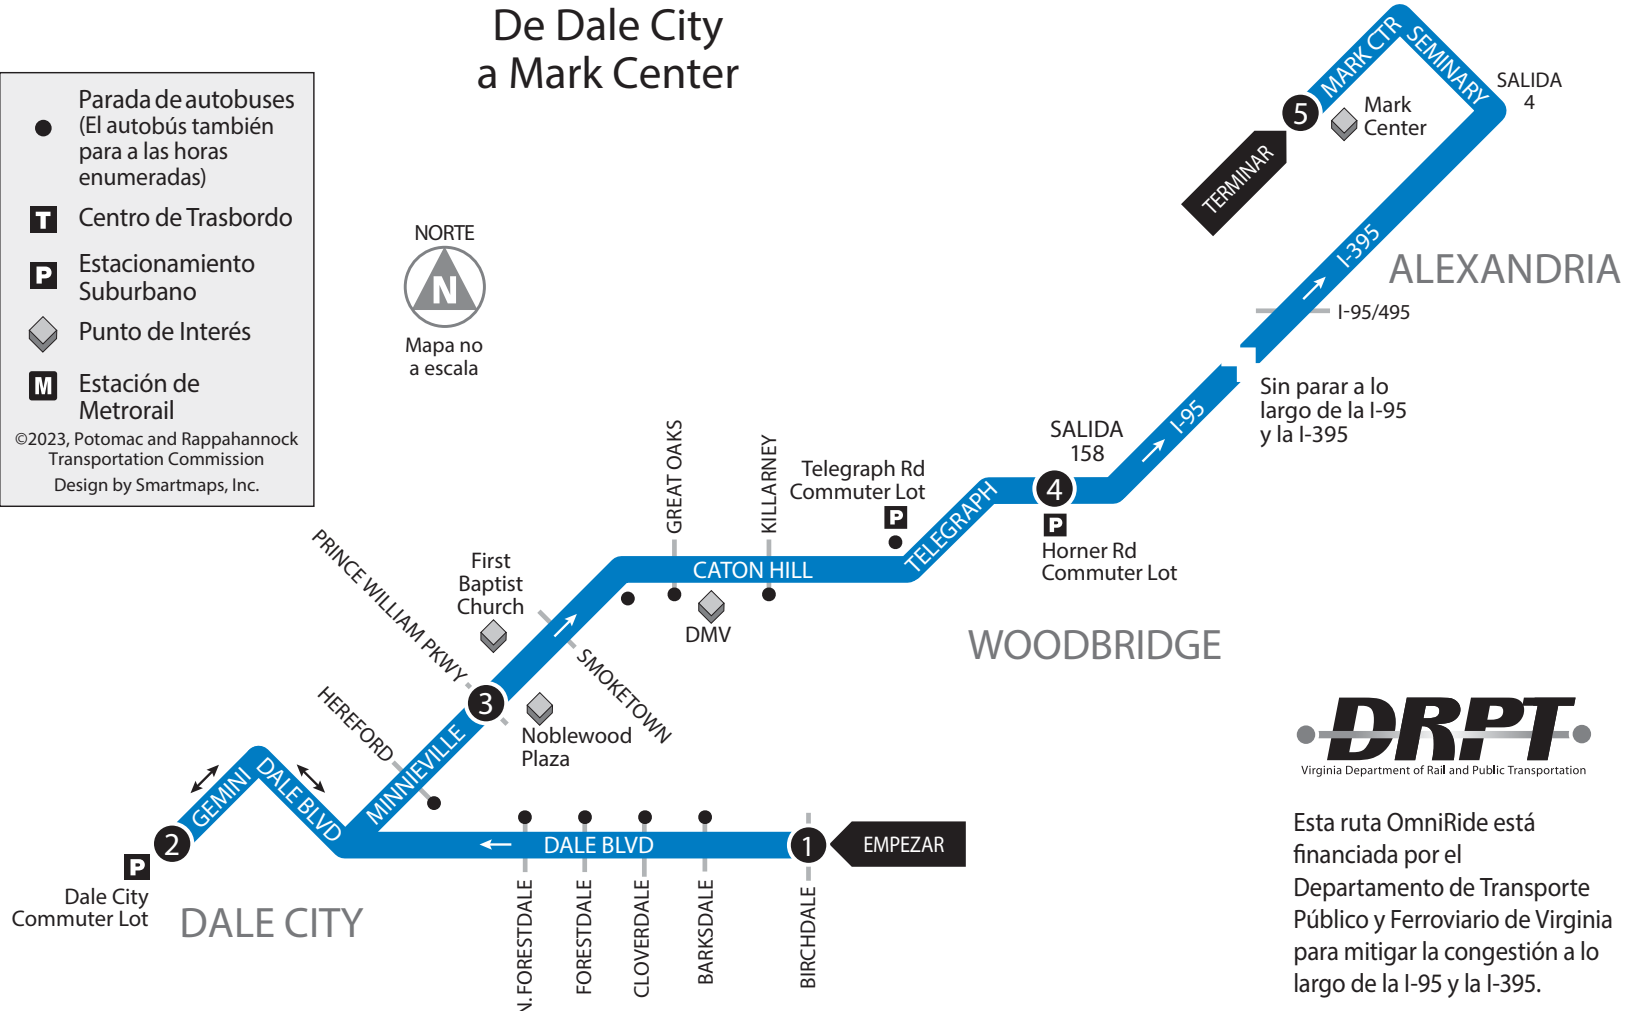 De Dale City
a Mark Center
Parada de autobuses
(El autobús también
para a las horas
enumeradas)
T
Centro de Trasbordo
P
Estacionamiento
Suburbano
Punto de Interés
M
Estación de
Metrorail
©2023, Potomac and Rappahannock
Transportation Commission
Design by Smartmaps, Inc.
NORTE
N
Mapa no
a escala
MARK CTR
SEMINARY
SALIDA
4
5
Mark
Center
TERMINAR
I-395
ALEXANDRIA
I-95/495
Sin parar a lo
largo de la I-95
y la I-395
I-95
SALIDA
158
4
P
Horner Rd
Commuter Lot
Telegraph Rd
Commuter Lot
P
TELEGRAPH
GREAT OAKS
KILLARNEY
CATON HILL
DMV
WOODBRIDGE
First
Baptist
Church
PRINCE WILLIAM PKWY
SMOKETOWN
3
Noblewood
Plaza
HEREFORD
MINNIEVILLE
GEMINI
DALE BLVD
2
P
Dale City
Commuter Lot
DALE CITY
DALE BLVD
1
EMPEZAR
N. FORESTDALE
FORESTDALE
CLOVERDALE
BARKSDALE
BIRCHDALE
DRPT
Virginia Department of Rail and Public Transportation
Esta ruta OmniRide está
financiada por el
Departamento de Transporte
Público y Ferroviario de Virginia
para mitigar la congestión a lo
largo de la I-95 y la I-395.